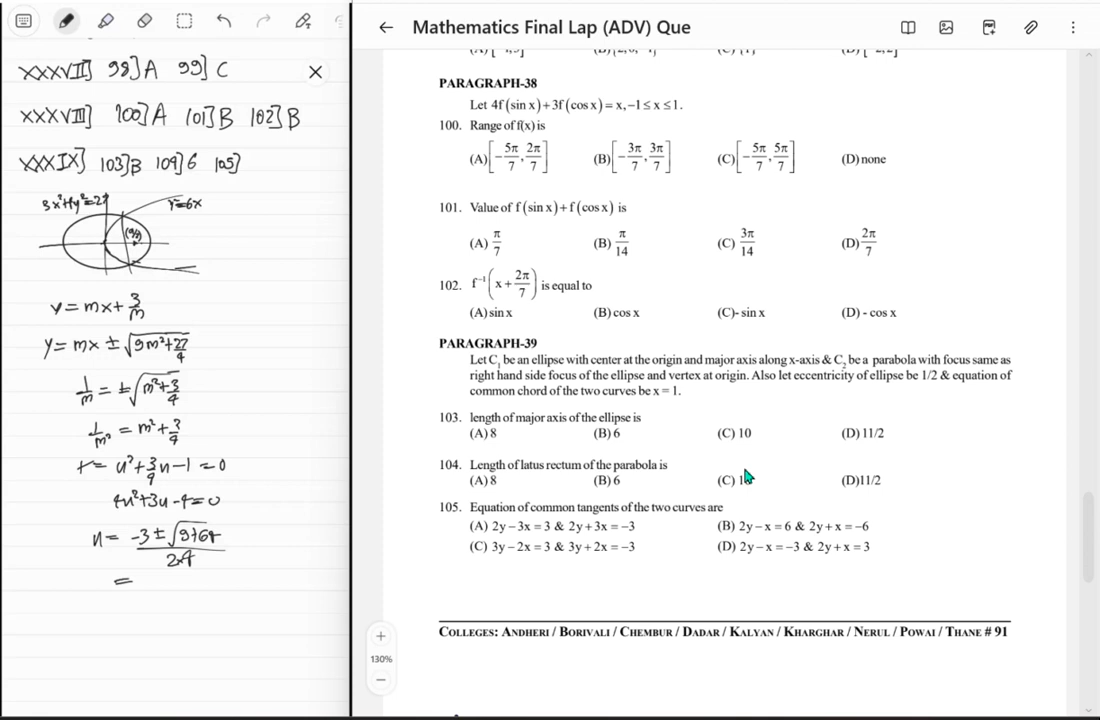 Mathematics Final Lap (ADV) Que
XXXVII] 98] A 99] C
XXXVIII] 100] A 101] B 102] B
XXXIX] 103] B 104] 6 105]
3x²+4y²=27
y²=6x
y = mx + 3/m
y = mx ± √9m²+27/4
1/m = ± √m²+3/4
1/m² = m² + 3/4
u² + 3/4 u - 1 = 0
4u² + 3u - 4 = 0
u = -3 ± √9+64 / 2×4
=
PARAGRAPH-38
Let 4f(sin x)+3f(cos x) = x, −1 ≤ x ≤ 1.
100. Range of f(x) is
(A) [−5π/7, 2π/7] (B) [−3π/7, 3π/7] (C) [−5π/7, 5π/7] (D) none
101. Value of f(sin x)+f(cos x) is
(A) π/7 (B) π/14 (C) 3π/14 (D) 2π/7
102. f⁻¹(x + 2π/7) is equal to
(A) sin x (B) cos x (C)- sin x (D) - cos x
PARAGRAPH-39
Let C₁ be an ellipse with center at the origin and major axis along x-axis & C₂ be a parabola with focus same as
right hand side focus of the ellipse and vertex at origin. Also let eccentricity of ellipse be 1/2 & equation of
common chord of the two curves be x = 1.
103. length of major axis of the ellipse is
(A) 8 (B) 6 (C) 10 (D) 11/2
104. Length of latus rectum of the parabola is
(A) 8 (B) 6 (C) (D)11/2
105. Equation of common tangents of the two curves are
(A) 2y − 3x = 3 & 2y + 3x = −3 (B) 2y − x = 6 & 2y + x = −6
(C) 3y − 2x = 3 & 3y + 2x = −3 (D) 2y − x = −3 & 2y + x = 3
COLLEGES: ANDHERI / BORIVALI / CHEMBUR / DADAR / KALYAN / KHARGHAR / NERUL / POWAI / THANE # 91
130%